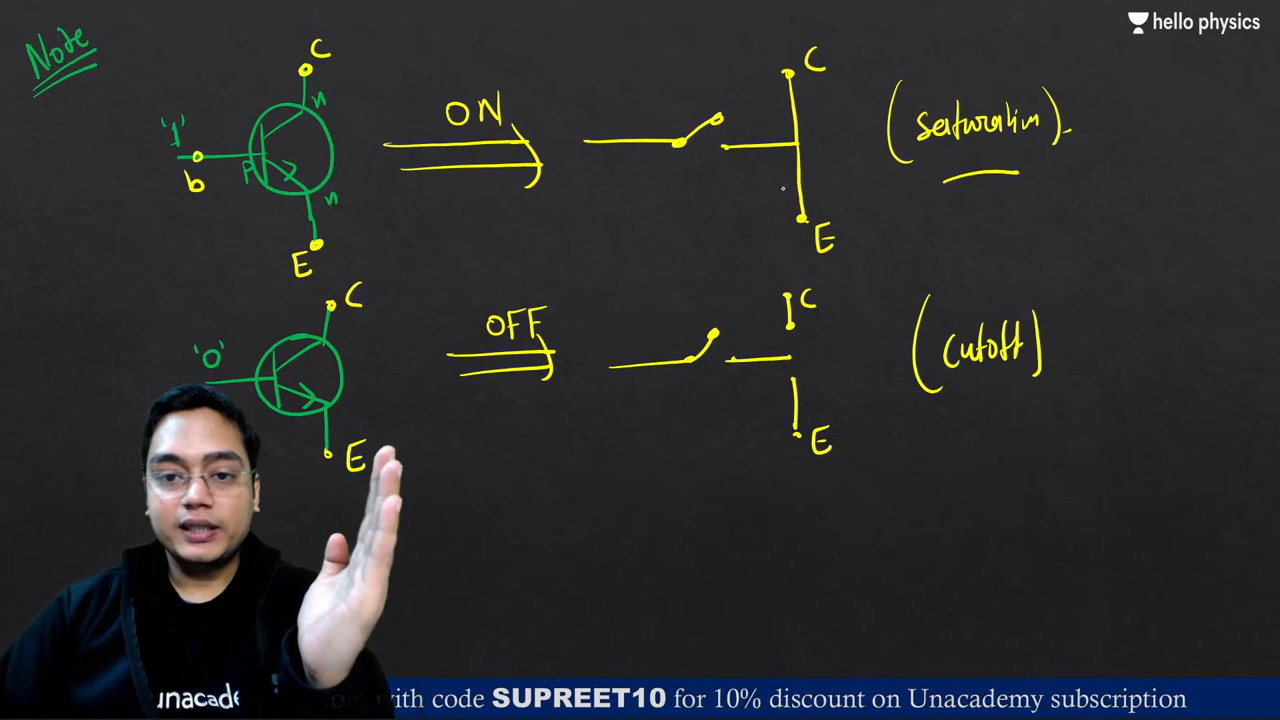 hello physics
Note
C
n
'1'
b
p
n
E
ON
C
E
(saturation)
C
'0'
E
OFF
C
E
(cutoff)
unacade
with code SUPREET10 for 10% discount on Unacademy subscription